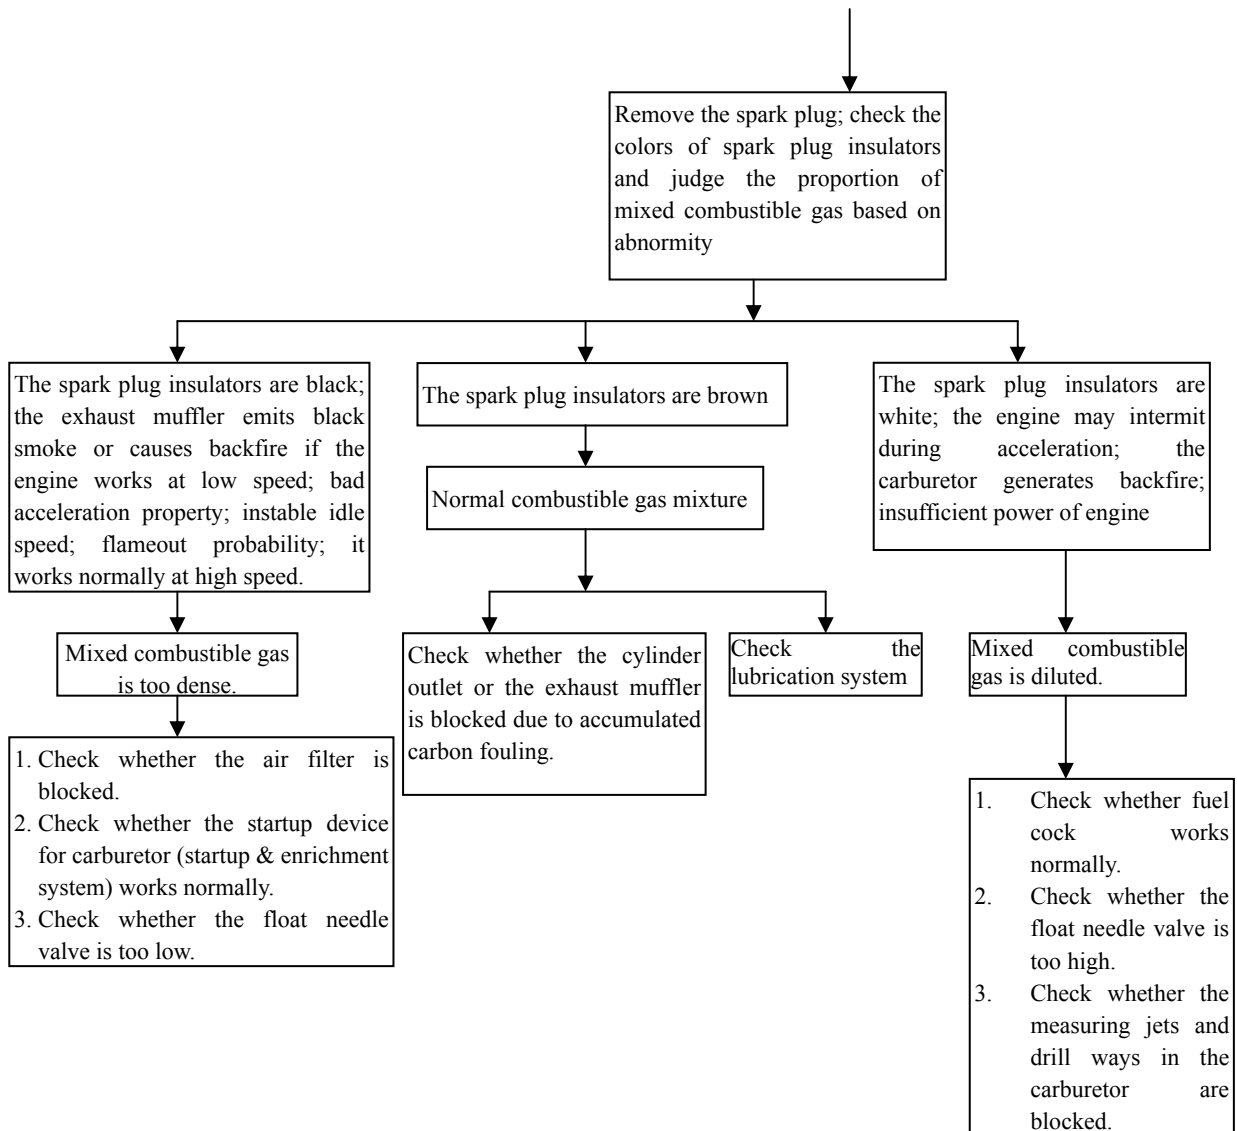 Remove the spark plug; check the
colors of spark plug insulators
and judge the proportion of
mixed combustible gas based on
abnormity
The spark plug insulators are black;
the exhaust muffler emits black
smoke or causes backfire if the
engine works at low speed; bad
acceleration property; instable idle
speed; flameout probability; it
works normally at high speed.
The spark plug insulators are brown
The spark plug insulators are
white; the engine may intermit
during acceleration; the
carburetor generates backfire;
insufficient power of engine
Normal combustible gas mixture
Mixed combustible gas
is too dense.
Check whether the cylinder
outlet or the exhaust muffler
is blocked due to accumulated
carbon fouling.
Check the
lubrication system
Mixed combustible
gas is diluted.
1. Check whether the air filter is
blocked.
2. Check whether the startup device
for carburetor (startup & enrichment
system) works normally.
3. Check whether the float needle
valve is too low.
1. Check whether fuel
cock works
normally.
2. Check whether the
float needle valve is
too high.
3. Check whether the
measuring jets and
drill ways in the
carburetor are
blocked.